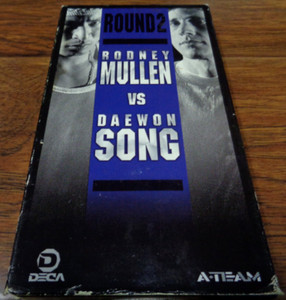 ROUND 2
RODNEY
MULLEN
VS
DAEWON
SONG
D
DECA
A-TEAM